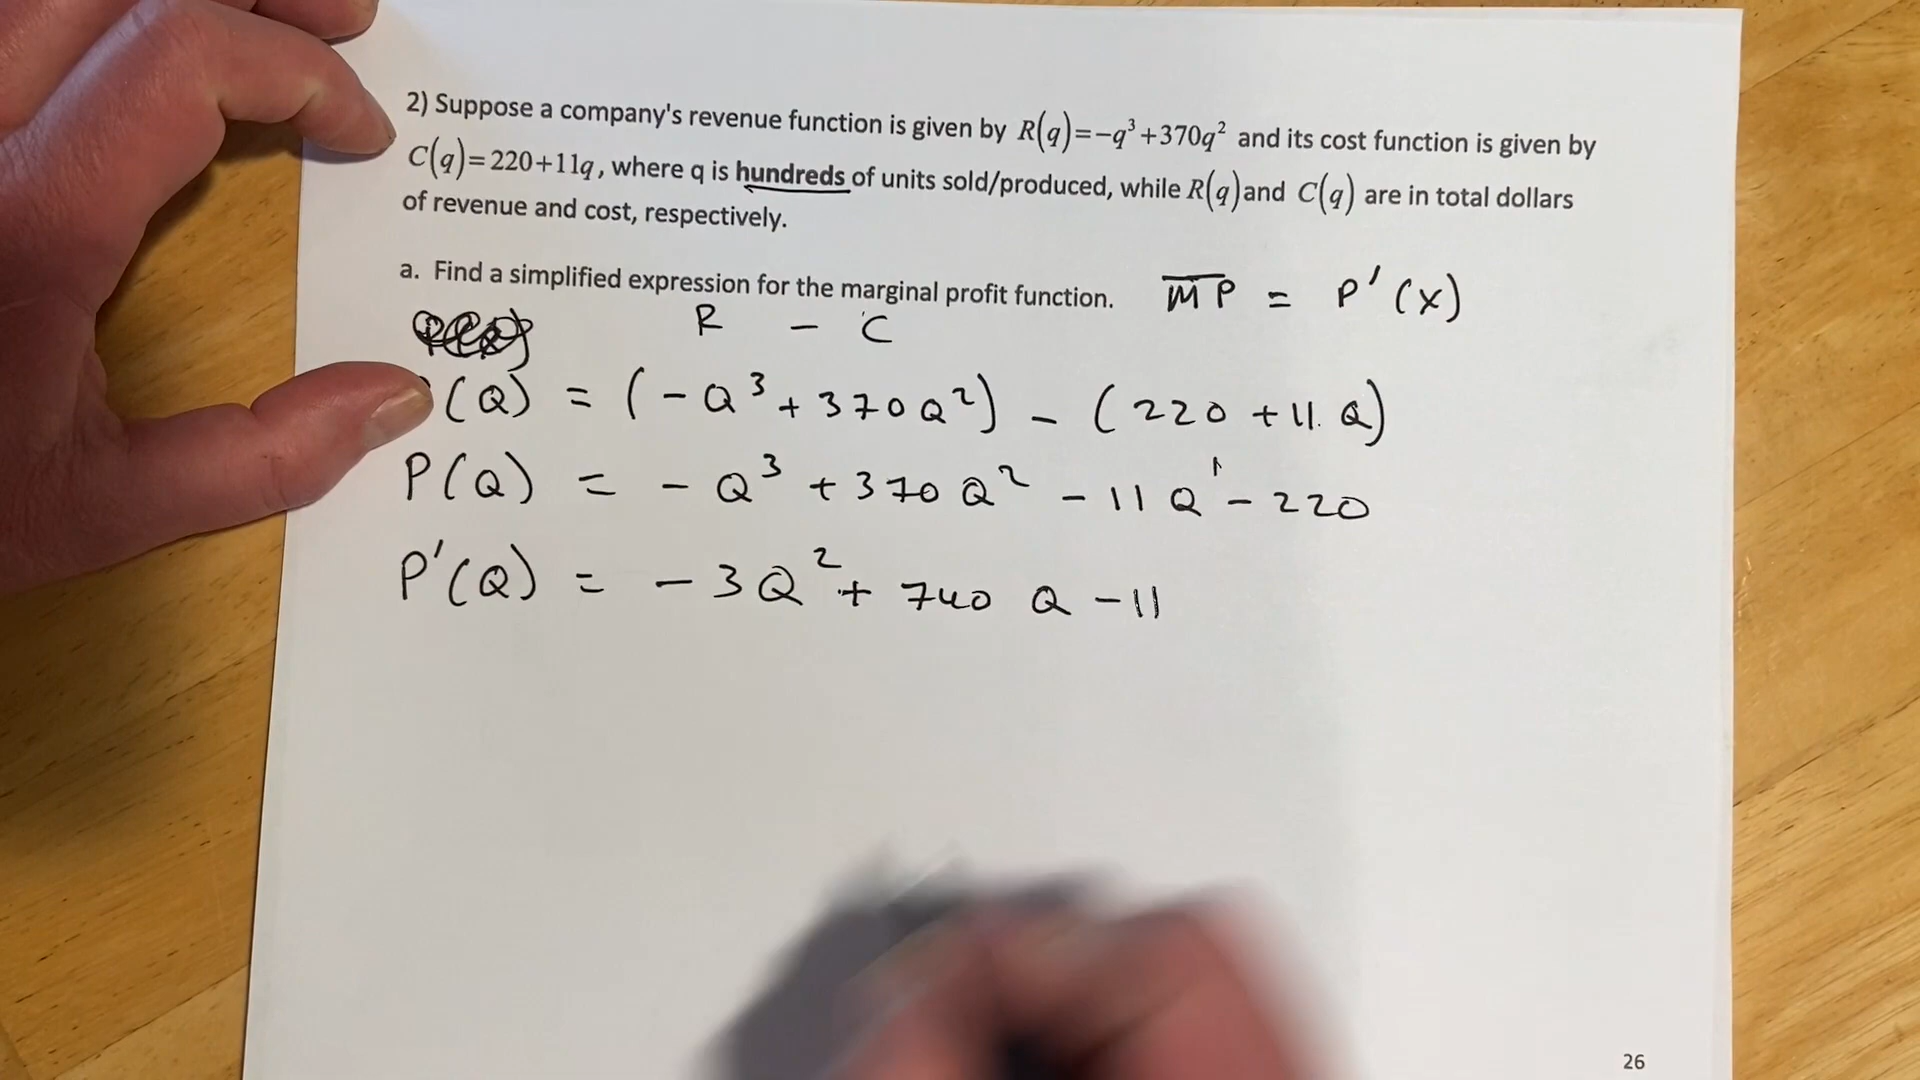 2) Suppose a company's revenue function is given by R(q)=−q³+370q² and its cost function is given by
C(q)=220+11q, where q is hundreds of units sold/produced, while R(q)and C(q) are in total dollars
of revenue and cost, respectively.
a. Find a simplified expression for the marginal profit function. MP = P'(x)
R − C
(Q) = (−Q³+370Q²) − (220+11Q)
P(Q) = −Q³+370Q²−11Q¹−220
P'(Q) = −3Q²+740Q−11
26